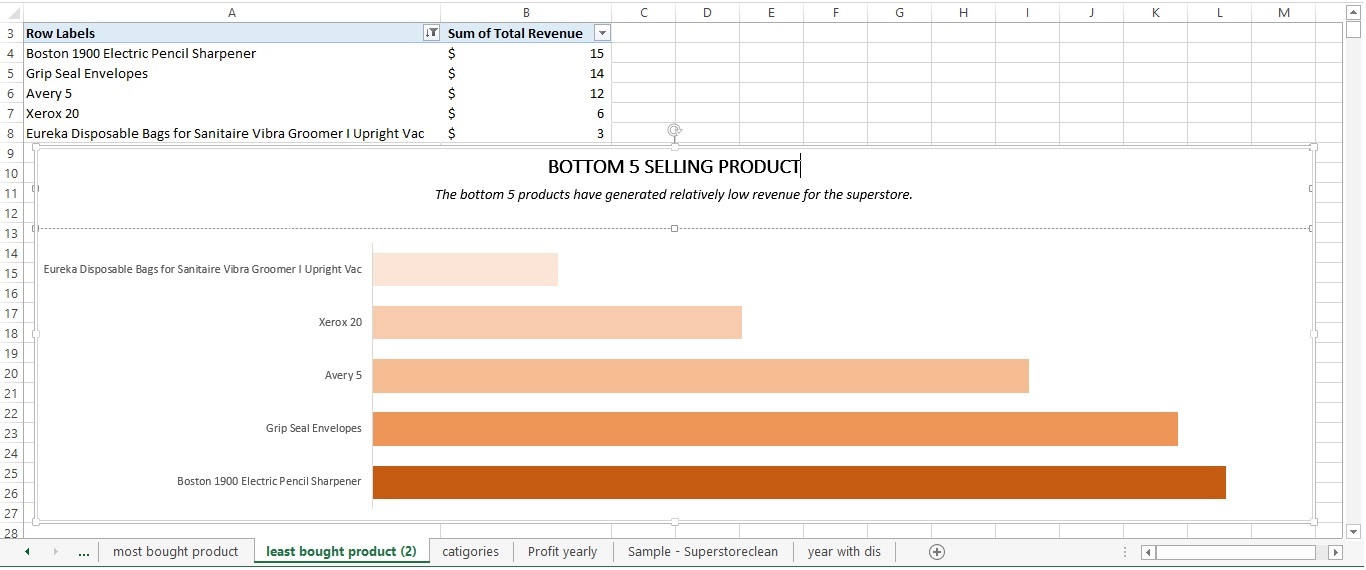 A B C D E F G H I J K L M
3 Row Labels Sum of Total Revenue
4 Boston 1900 Electric Pencil Sharpener $ 15
5 Grip Seal Envelopes $ 14
6 Avery 5 $ 12
7 Xerox 20 $ 6
8 Eureka Disposable Bags for Sanitaire Vibra Groomer I Upright Vac $ 3
9
10 BOTTOM 5 SELLING PRODUCT
11 The bottom 5 products have generated relatively low revenue for the superstore.
12
13
14
15 Eureka Disposable Bags for Sanitaire Vibra Groomer I Upright Vac
16
17
18 Xerox 20
19
20 Avery 5
21
22
23 Grip Seal Envelopes
24
25 Boston 1900 Electric Pencil Sharpener
26
27
28
... most bought product least bought product (2) catigories Profit yearly Sample - Superstoreclean year with dis